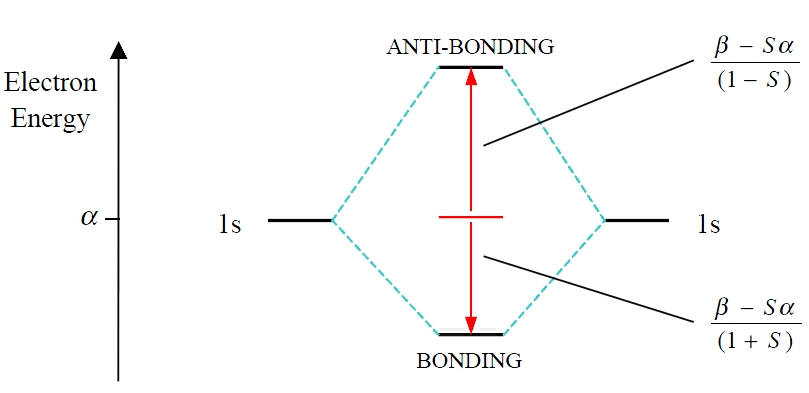 ANTI-BONDING
β − Sα
(1 − S)
Electron
Energy
α
1s
1s
β − Sα
(1 + S)
BONDING